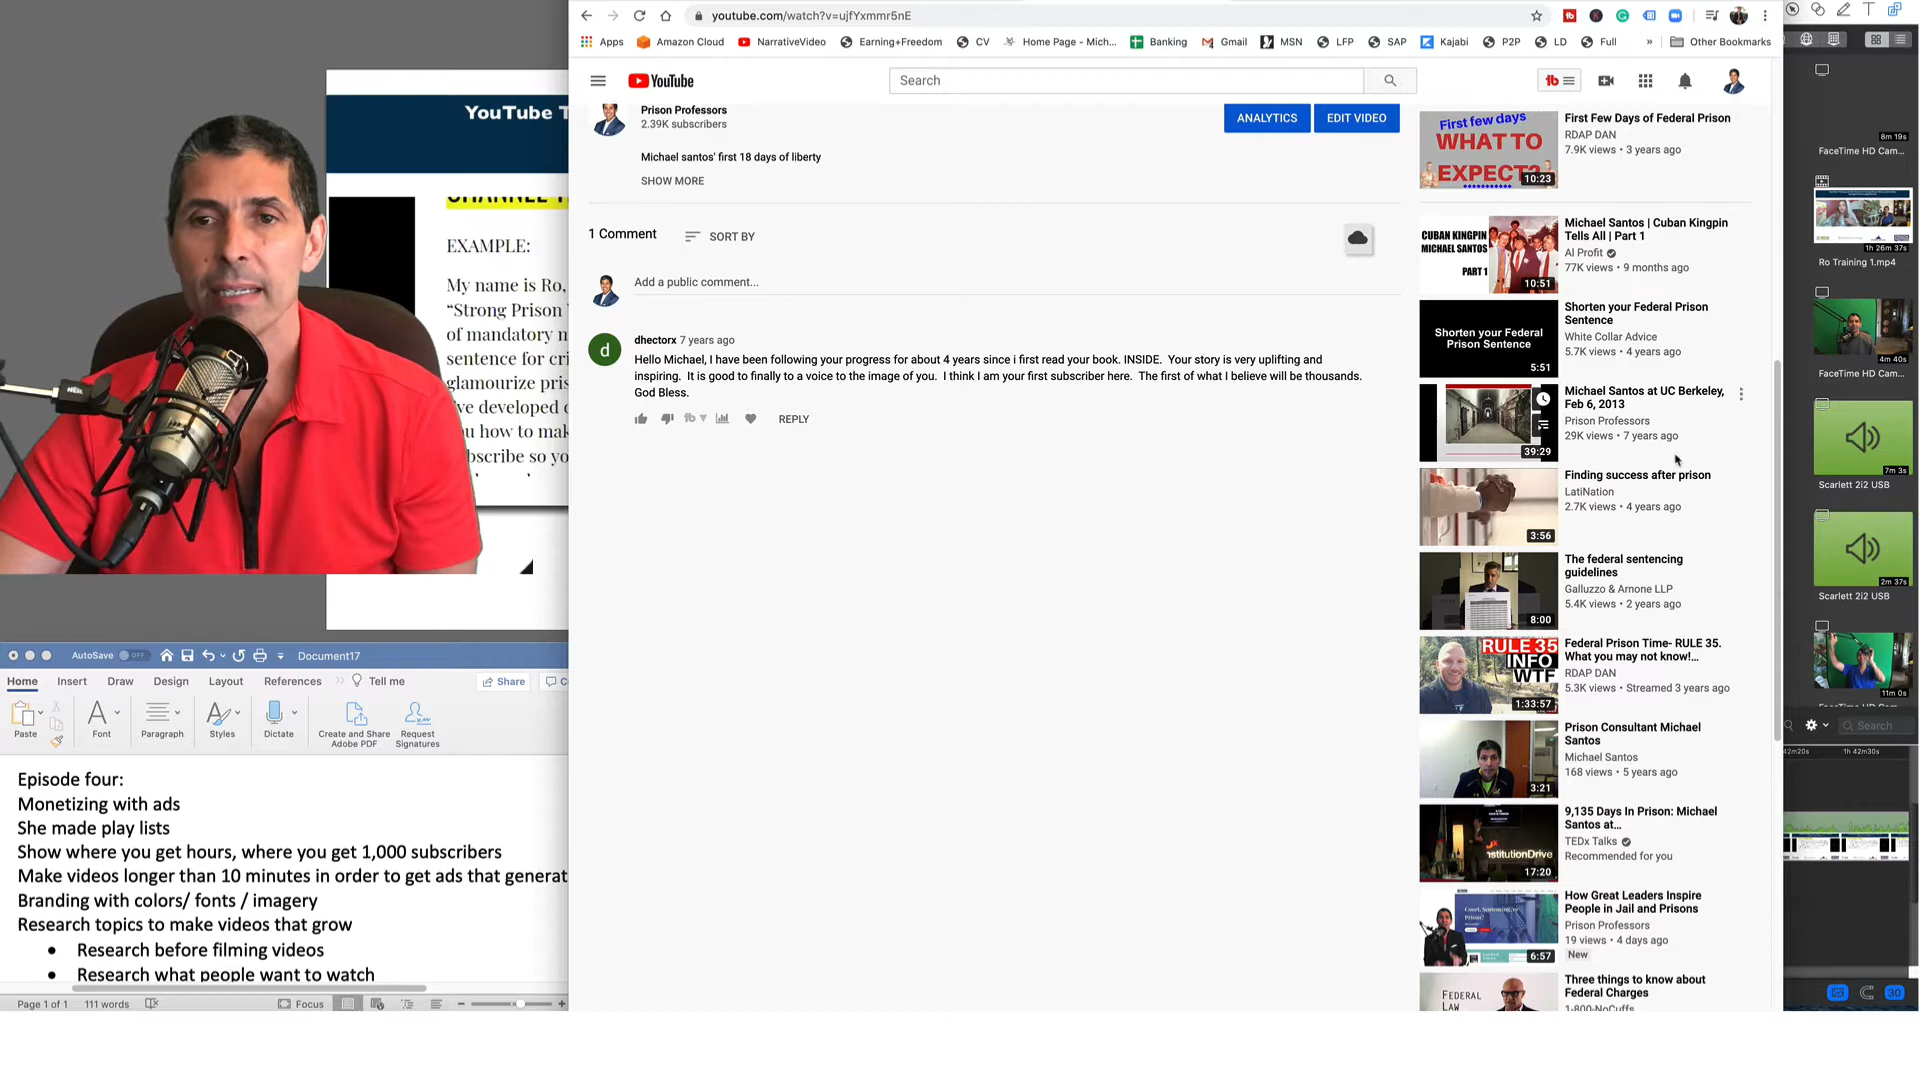 youtube.com/watch?v=ujfYxmmr5nE
Apps
Amazon Cloud
NarrativeVideo
Earning+Freedom
CV
Home Page - Mich...
Banking
Gmail
MSN
LFP
SAP
Kajabi
P2P
LD
Full
»
Other Bookmarks
YouTube
Search
Prison Professors
2.39K subscribers
ANALYTICS
EDIT VIDEO
Michael santos' first 18 days of liberty
SHOW MORE
1 Comment
SORT BY
Add a public comment...
d
dhectorx 7 years ago
Hello Michael, I have been following your progress for about 4 years since i first read your book. INSIDE. Your story is very uplifting and
inspiring. It is good to finally to a voice to the image of you. I think I am your first subscriber here. The first of what I believe will be thousands.
God Bless.
REPLY
First few days
WHAT TO
EXPECT?
10:23
First Few Days of Federal Prison
RDAP DAN
7.9K views • 3 years ago
CUBAN KINGPIN
MICHAEL SANTOS
PART 1
10:51
Michael Santos | Cuban Kingpin
Tells All | Part 1
Al Profit
77K views • 9 months ago
Shorten your Federal
Prison Sentence
5:51
Shorten your Federal Prison
Sentence
White Collar Advice
5.7K views • 4 years ago
39:29
Michael Santos at UC Berkeley,
Feb 6, 2013
Prison Professors
29K views • 7 years ago
3:56
Finding success after prison
LatiNation
2.7K views • 4 years ago
8:00
The federal sentencing
guidelines
Galluzzo & Arnone LLP
5.4K views • 2 years ago
RULE 35
INFO
WTF
1:33:57
Federal Prison Time- RULE 35.
What you may not know!...
RDAP DAN
5.3K views • Streamed 3 years ago
3:21
Prison Consultant Michael
Santos
Michael Santos
168 views • 5 years ago
17:20
9,135 Days In Prison: Michael
Santos at...
TEDx Talks
Recommended for you
6:57
How Great Leaders Inspire
People in Jail and Prisons
Prison Professors
19 views • 4 days ago
New
FEDERAL
LAW
Three things to know about
Federal Charges
1-800-NoCuffs
YouTube T
EXAMPLE:
My name is Ro,
“Strong Prison
of mandatory m
sentence for cri
glamourize pris
've developed
u how to mak
bscribe so yo
AutoSave OFF
Document17
Home
Insert
Draw
Design
Layout
References
»
Tell me
Share
Paste
Font
Paragraph
Styles
Dictate
Create and Share
Adobe PDF
Request
Signatures
Episode four:
Monetizing with ads
She made play lists
Show where you get hours, where you get 1,000 subscribers
Make videos longer than 10 minutes in order to get ads that generat
Branding with colors/ fonts / imagery
Research topics to make videos that grow
• Research before filming videos
• Research what people want to watch
Page 1 of 1
111 words
Focus
8m 19s
FaceTime HD Cam...
1h 26m 37s
Ro Training 1.mp4
4m 40s
FaceTime HD Cam...
7m 3s
Scarlett 2i2 USB
2m 37s
Scarlett 2i2 USB
11m 0s
Search
42m20s
1h 42m30s
30